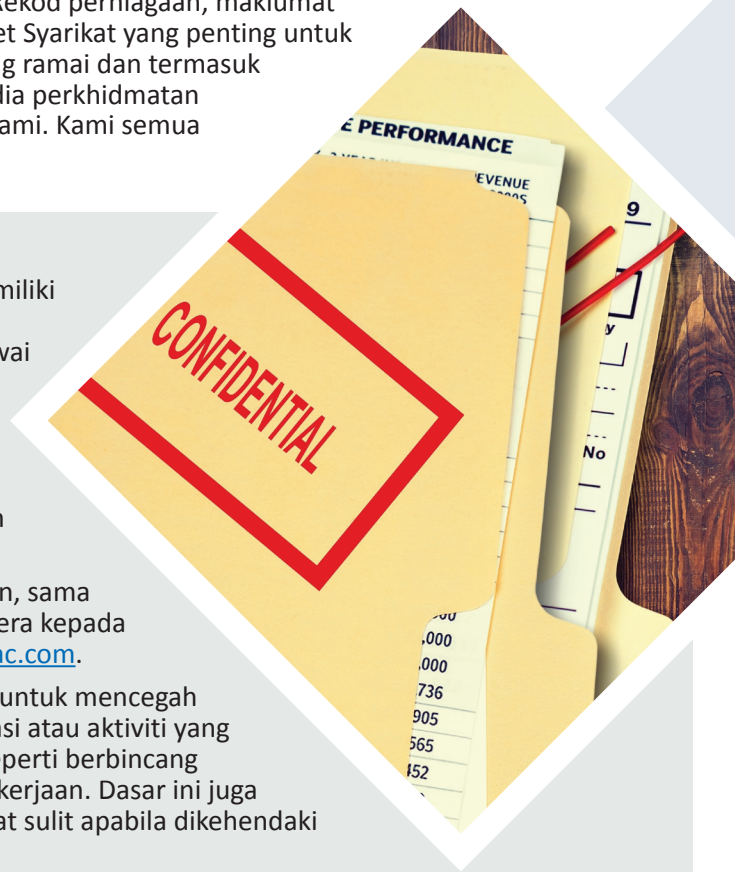 Rekod perniagaan, maklumat
et Syarikat yang penting untuk
g ramai dan termasuk
dia perkhidmatan
ami. Kami semua
miliki
wai
n
n, sama
era kepada
nc.com.
untuk mencegah
asi atau aktiviti yang
eperti berbincang
kerjaan. Dasar ini juga
at sulit apabila dikehendaki
E PERFORMANCE
EVENUE
CONFIDENTIAL
9
y
No
,000
,000
736
905
565
452